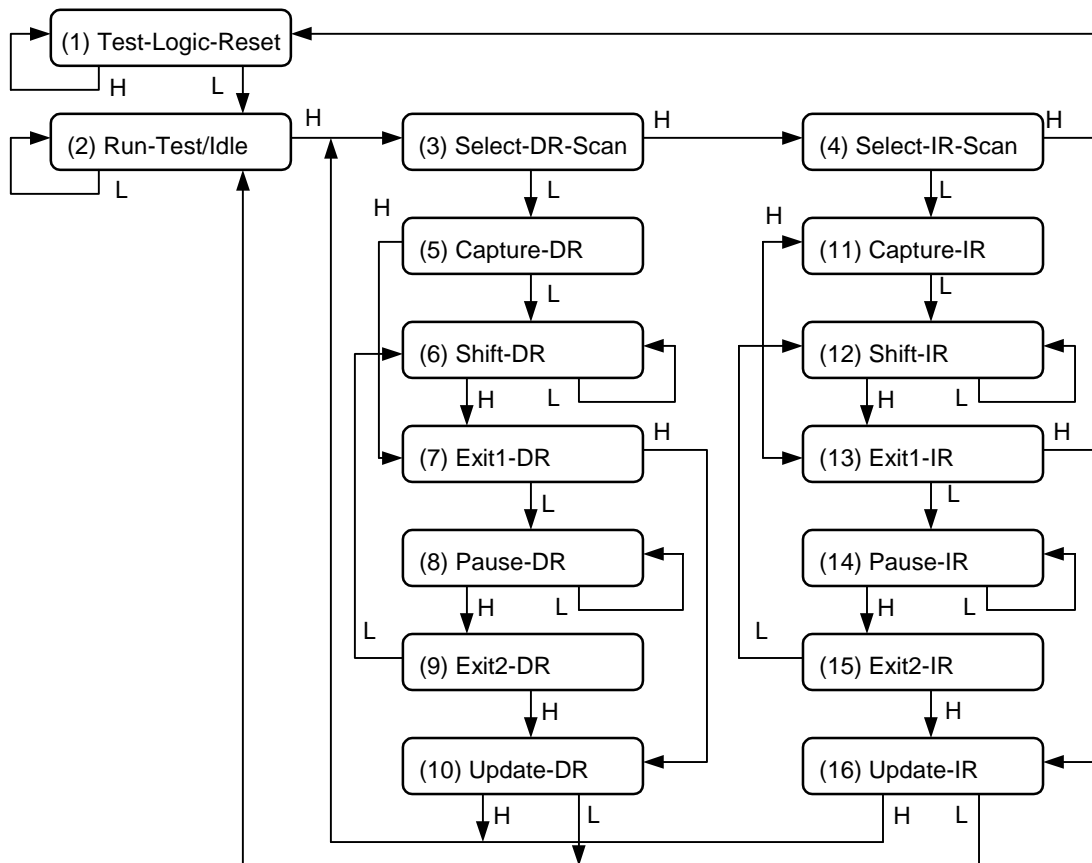 (1) Test-Logic-Reset
H
L
(2) Run-Test/Idle
H
L
(3) Select-DR-Scan
H
L
(4) Select-IR-Scan
H
L
H
(5) Capture-DR
L
(6) Shift-DR
H
L
(7) Exit1-DR
H
L
(8) Pause-DR
H
L
L
(9) Exit2-DR
H
(10) Update-DR
H
L
H
(11) Capture-IR
L
(12) Shift-IR
H
L
(13) Exit1-IR
H
L
(14) Pause-IR
H
L
L
(15) Exit2-IR
H
(16) Update-IR
H
L